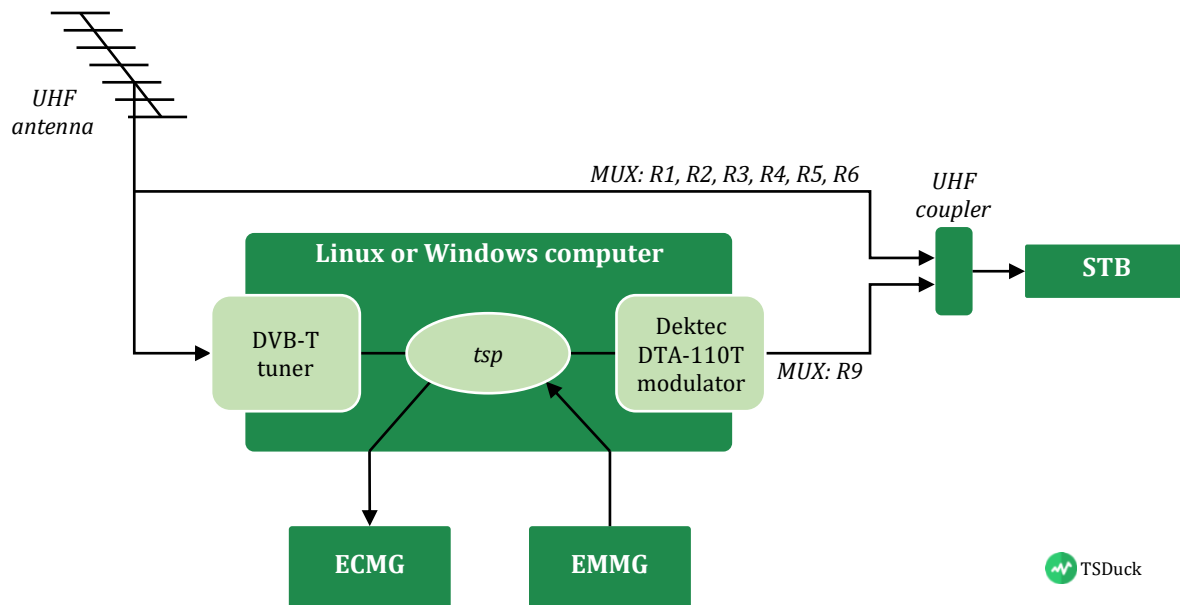 UHF
antenna
MUX: R1, R2, R3, R4, R5, R6
UHF
coupler
Linux or Windows computer
STB
DVB-T
tuner
tsp
Dektec
DTA-110T
modulator
MUX: R9
ECMG
EMMG
TSDuck